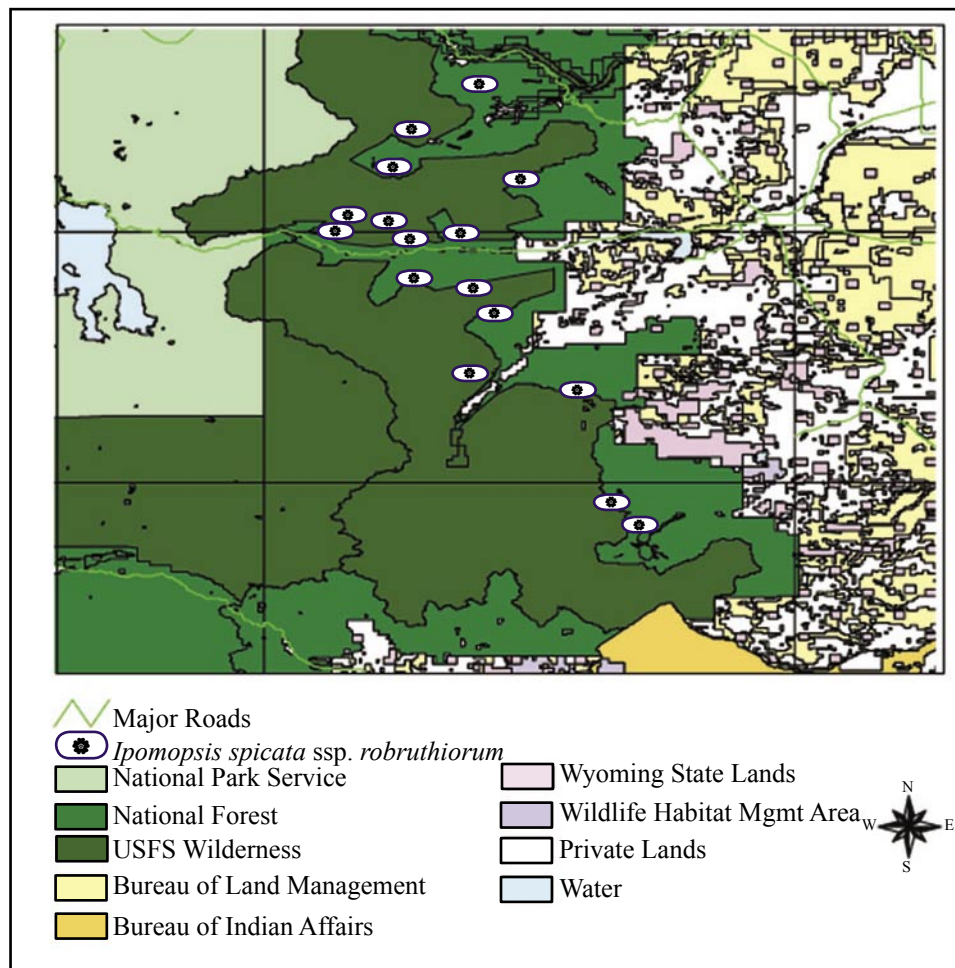 Major Roads
Ipomopsis spicata ssp. robruthiorum
National Park Service
National Forest
USFS Wilderness
Bureau of Land Management
Bureau of Indian Affairs
Wyoming State Lands
Wildlife Habitat Mgmt Area
Private Lands
Water
N
W E
S